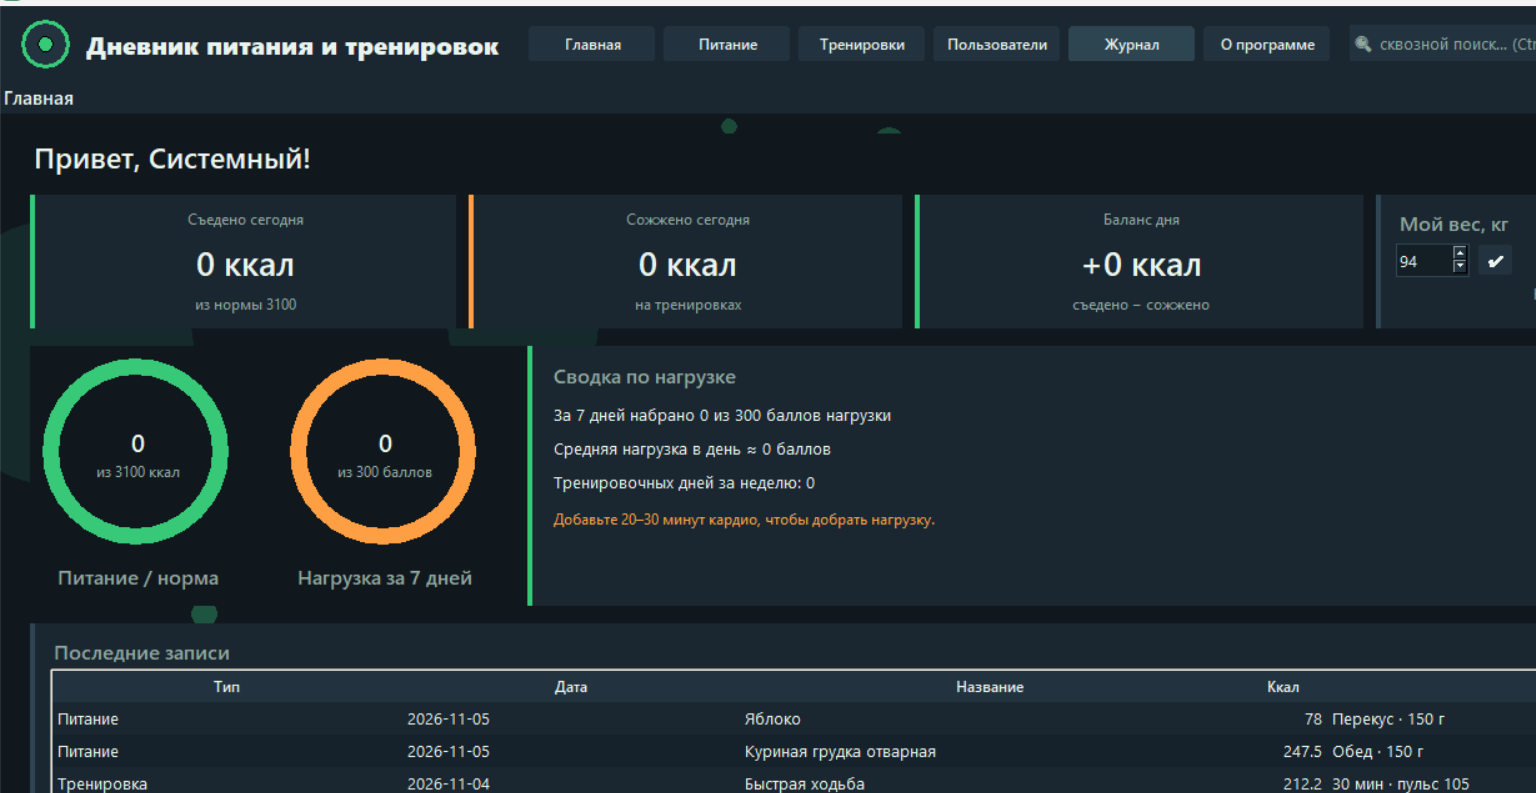 Дневник питания и тренировок
Главная Питание Тренировки Пользователи Журнал О программе сквозной поиск... (Ctr
Главная
Привет, Системный!
Съедено сегодня
0 ккал
из нормы 3100
Сожжено сегодня
0 ккал
на тренировках
Баланс дня
+0 ккал
съедено – сожжено
Мой вес, кг
94
0
из 3100 ккал
Питание / норма
0
из 300 баллов
Нагрузка за 7 дней
Сводка по нагрузке
За 7 дней набрано 0 из 300 баллов нагрузки
Средняя нагрузка в день ≈ 0 баллов
Тренировочных дней за неделю: 0
Добавьте 20–30 минут кардио, чтобы добрать нагрузку.
Последние записи
Тип Дата Название Ккал
Питание 2026-11-05 Яблоко 78 Перекус · 150 г
Питание 2026-11-05 Куриная грудка отварная 247.5 Обед · 150 г
Тренировка 2026-11-04 Быстрая ходьба 212.2 30 мин · пульс 105